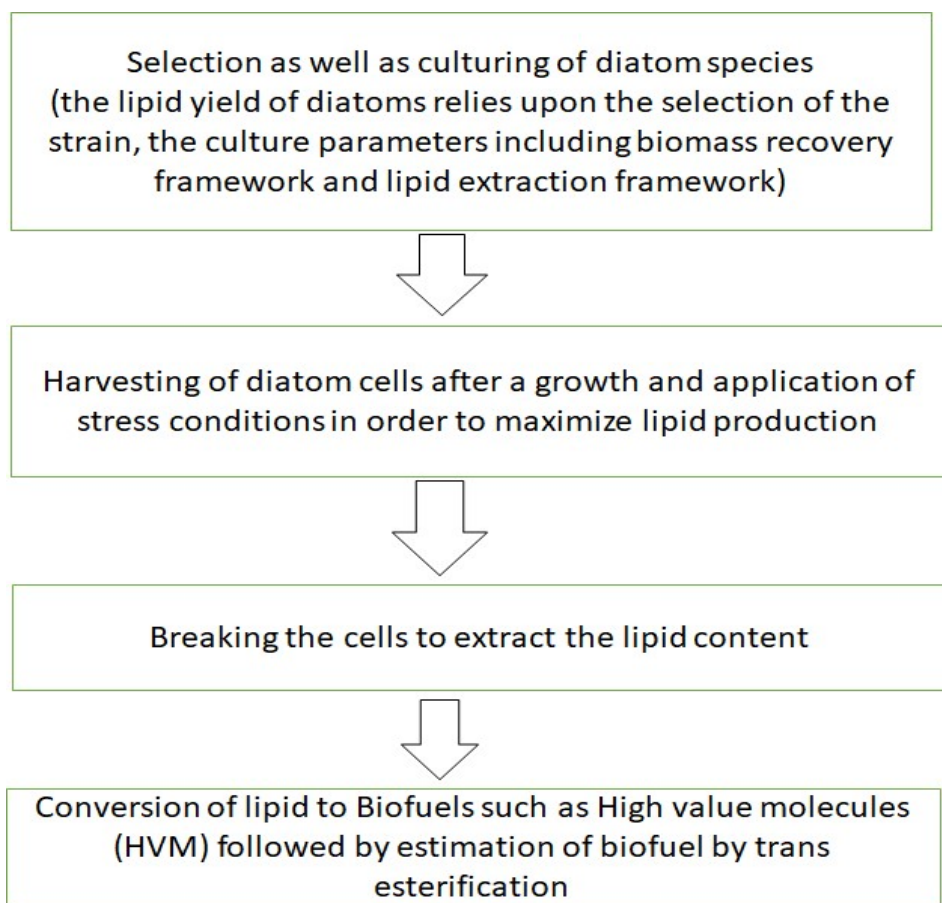 Selection as well as culturing of diatom species
(the lipid yield of diatoms relies upon the selection of the
strain, the culture parameters including biomass recovery
framework and lipid extraction framework)
Harvesting of diatom cells after a growth and application of
stress conditions in order to maximize lipid production
Breaking the cells to extract the lipid content
Conversion of lipid to Biofuels such as High value molecules
(HVM) followed by estimation of biofuel by trans
esterification